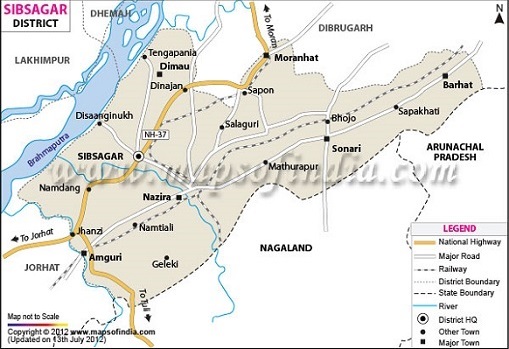 SIBSAGAR
DISTRICT
DHEMAJI
N
LAKHIMPUR
To Moran
DIBRUGARH
Tengapania
Dimau
Moranhat
Dinajan
Sapon
Barhat
Disaanginukh
Salaguri
Bhojo
Sapakhati
NH-37
Brahmaputra
SIBSAGAR
Sonari
ARUNACHAL
PRADESH
Mathurapur
www.mapsofindia.com
Namdang
Nazira
To Jorhat
Jhanzi
Namtiali
NAGALAND
JORHAT
Amguri
Geleki
To Tuli
LEGEND
National Highway
Major Road
Railway
District Boundary
State Boundary
River
District HQ
Other Town
Major Town
Map not to Scale
Copyright © 2012 www.mapsofindia.com
(Updated on 13th July 2012)